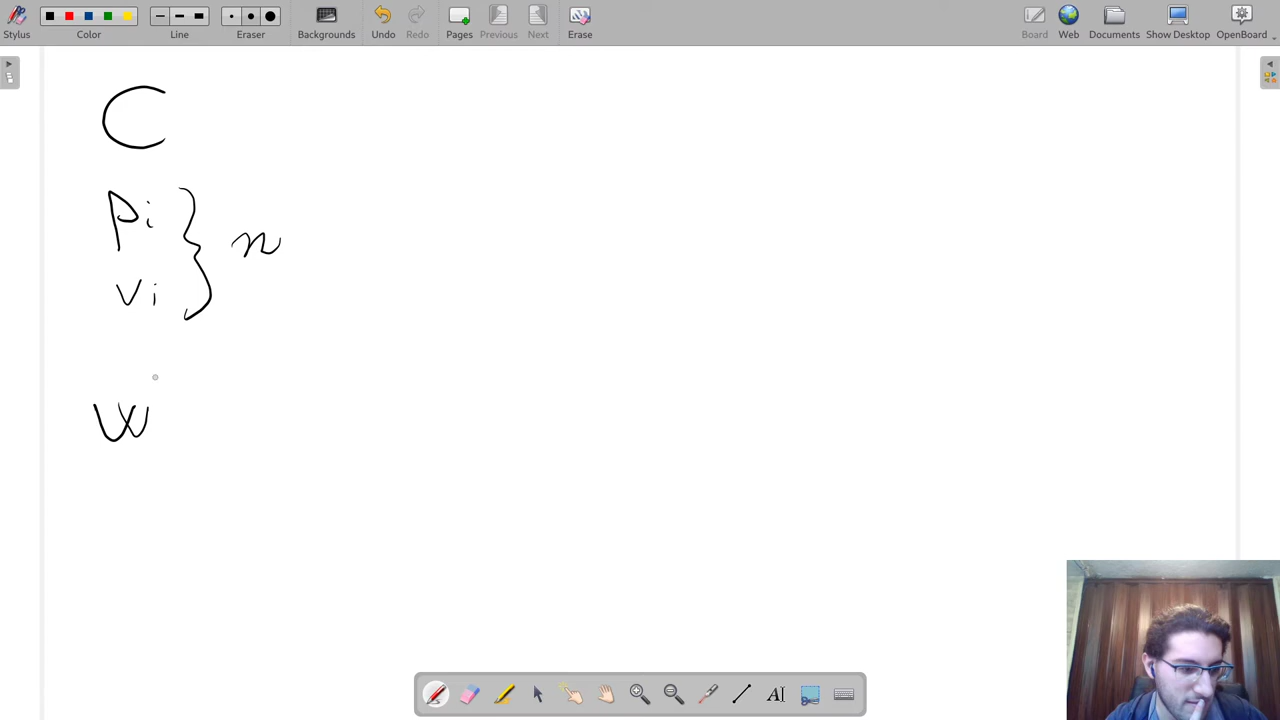 Stylus Color Line Eraser Backgrounds Undo Redo Pages Previous Next Erase Board Web Documents Show Desktop OpenBoard
C
pi
vi
} n
W